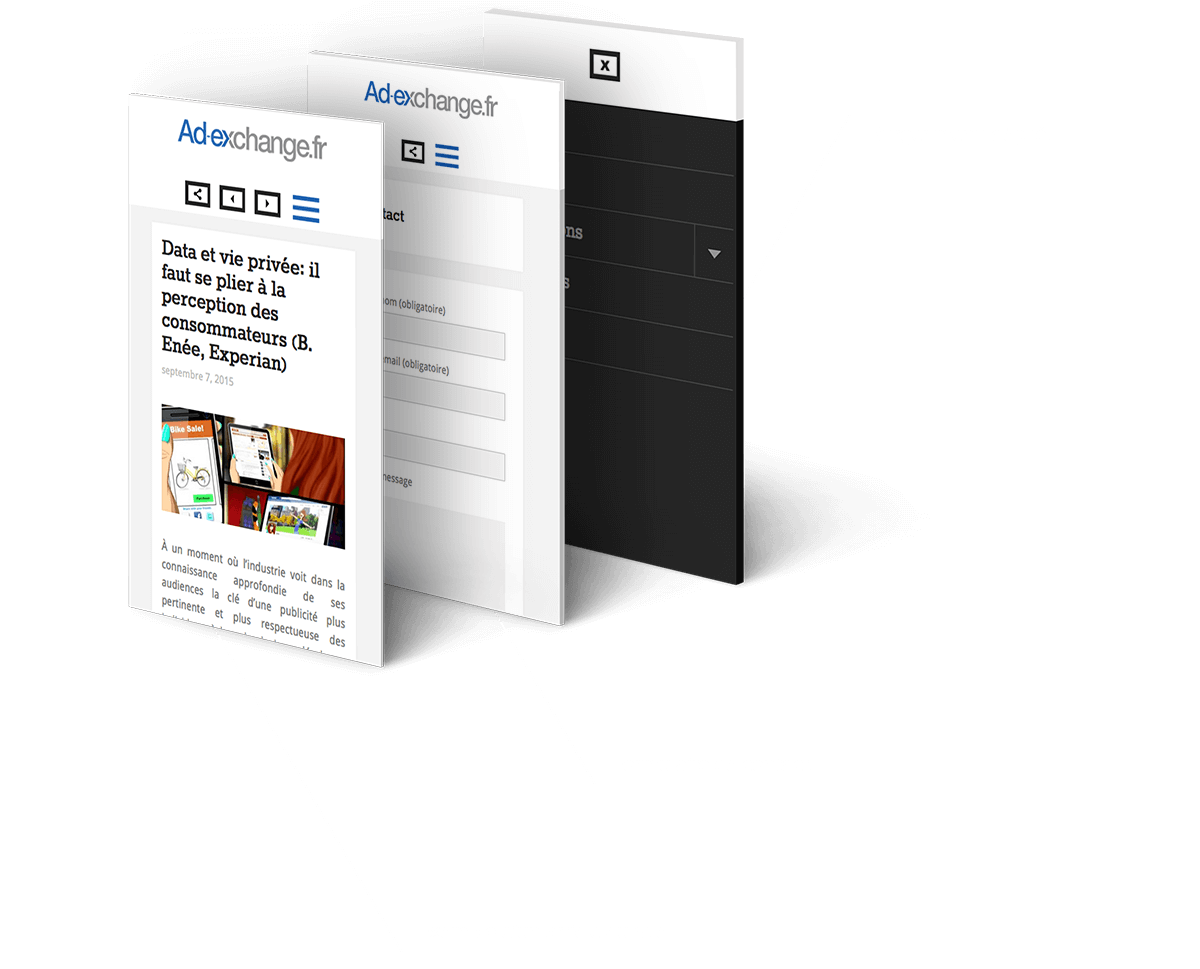 Ad-exchange.fr
Data et vie privée: il
faut se plier à la
perception des
consommateurs (B.
Enée, Experian)
septembre 7, 2015
Bike Sale!
À un moment où l'industrie voit dans la
connaissance approfondie de ses
audiences la clé d'une publicité plus
pertinente et plus respectueuse des
Ad-exchange.fr
tact
om (obligatoire)
mail (obligatoire)
message
x
ns
s